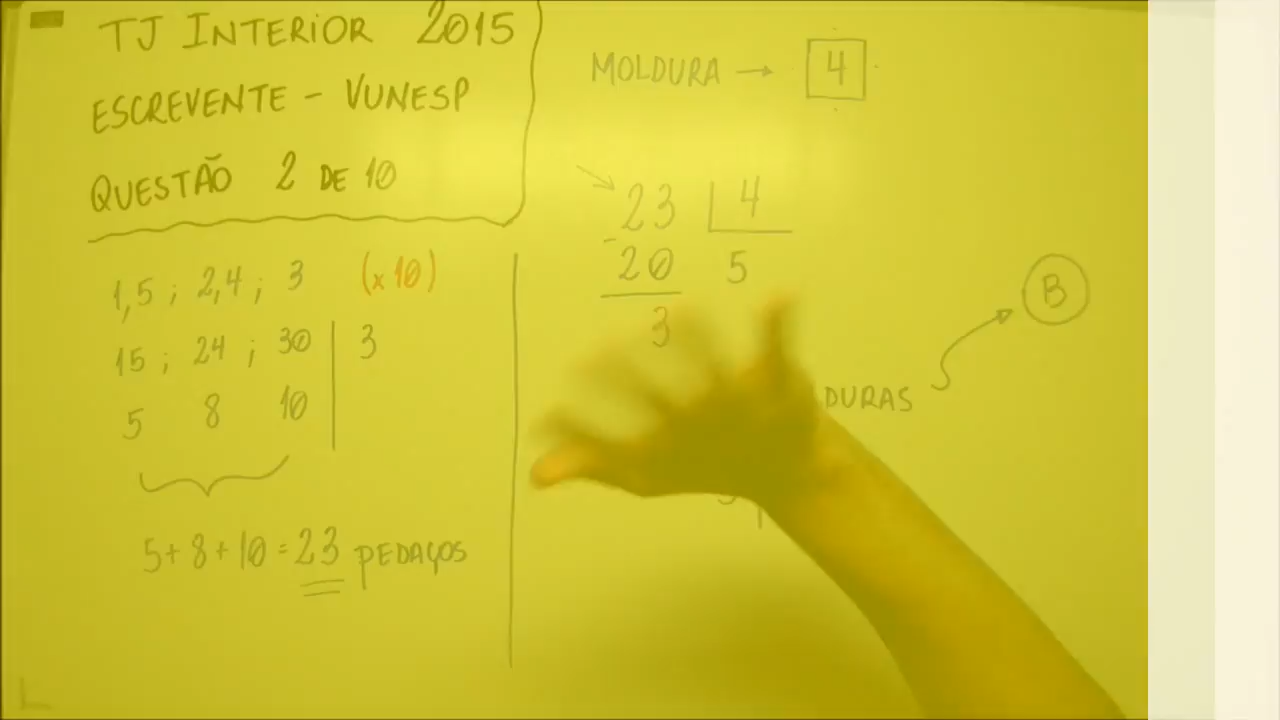 TJ INTERIOR 2015
ESCREVENTE - VUNESP
QUESTÃO 2 DE 10
1,5 ; 2,4 ; 3 (x 10)
15 ; 24 ; 30 | 3
5 8 10
5 + 8 + 10 = 23 PEDAÇOS
MOLDURA → 4
23 4
- 20 5
3
DURAS
B